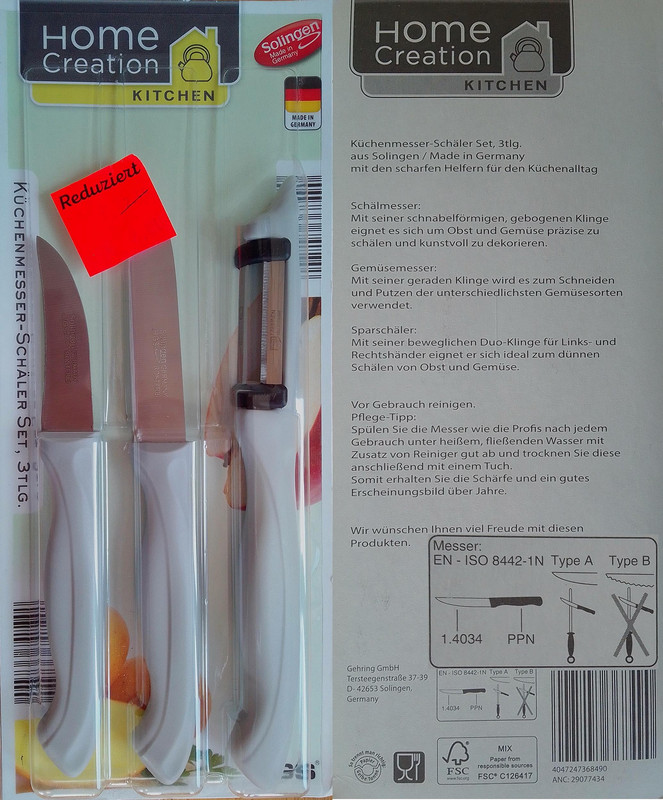 Home
Creation
KITCHEN
Solingen
Made in
Germany
MADE IN
GERMANY
Reduziert
KÜCHENMESSER-SCHÄLER SET, 3TLG.
Home
Creation
KITCHEN
Küchenmesser-Schäler Set, 3tlg.
aus Solingen / Made in Germany
mit den scharfen Helfern für den Küchenalltag
Schälmesser:
Mit seiner schnabelförmigen, gebogenen Klinge
eignet es sich um Obst und Gemüse präzise zu
schälen und kunstvoll zu dekorieren.
Gemüsemesser:
Mit seiner geraden Klinge wird es zum Schneiden
und Putzen der unterschiedlichsten Gemüsesorten
verwendet.
Sparschäler:
Mit seiner beweglichen Duo-Klinge für Links- und
Rechtshänder eignet er sich ideal zum dünnen
Schälen von Obst und Gemüse.
Vor Gebrauch reinigen.
Pflege-Tipp:
Spülen Sie die Messer wie die Profis nach jedem
Gebrauch unter heißem, fließenden Wasser mit
Zusatz von Reiniger gut ab und trocknen Sie diese
anschließend mit einem Tuch.
Somit erhalten Sie die Schärfe und ein gutes
Erscheinungsbild über Jahre.
Wir wünschen Ihnen viel Freude mit diesen
Produkten.
Messer:
EN - ISO 8442-1N Type A Type B
1.4034 PPN
Gehring GmbH
Tersteegenstraße 37-39
D- 42653 Solingen,
Germany
EN - ISO 8442-1N Type A Type B
1.4034 PPN
FSC
MIX
Paper from
responsible sources
FSC® C126417
4047247368490
ANC: 29077434